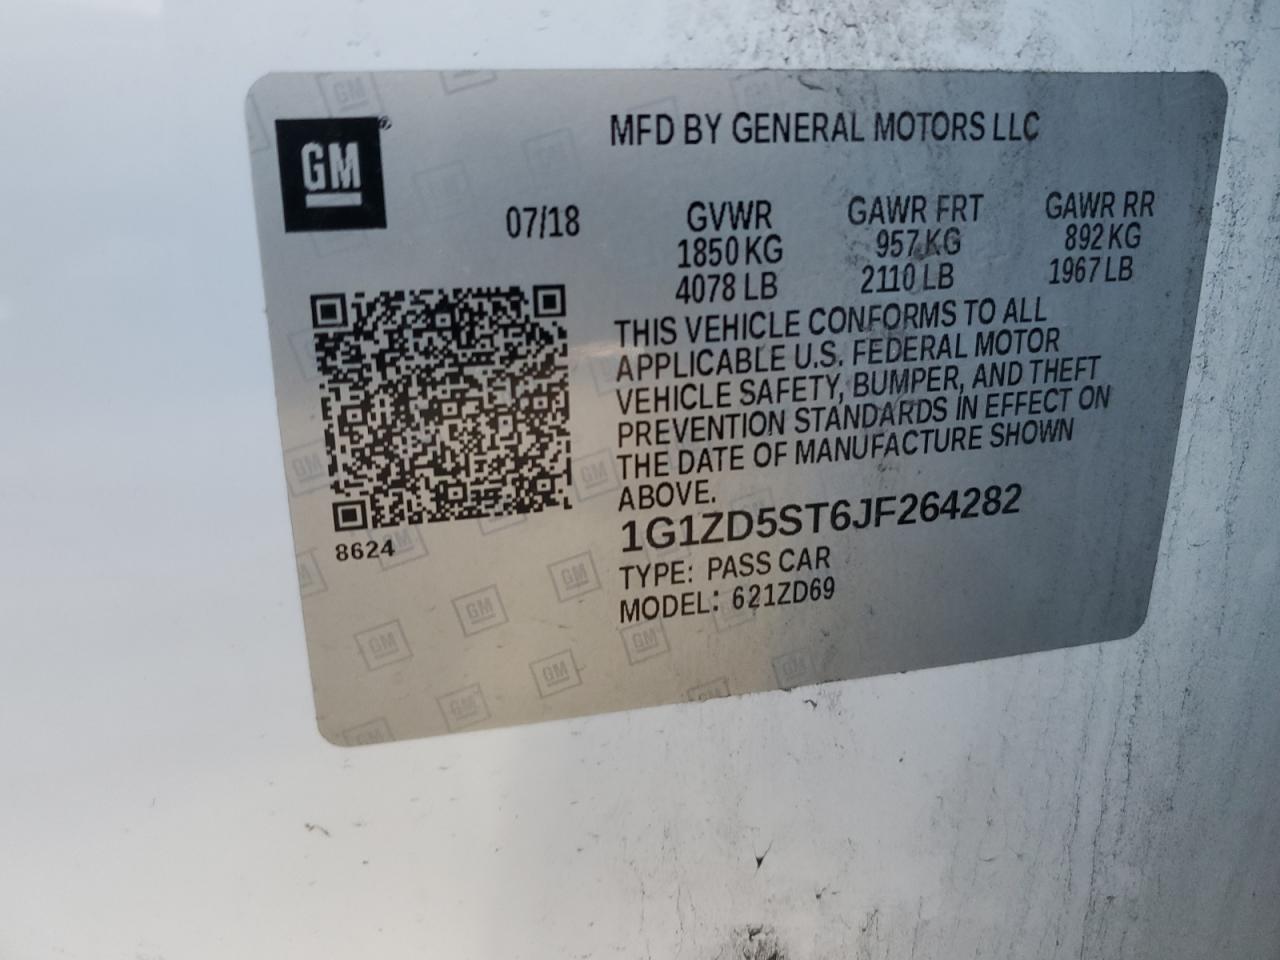 GM®
MFD BY GENERAL MOTORS LLC
07/18
GVWR
1850 KG
4078 LB
GAWR FRT
957 KG
2110 LB
GAWR RR
892 KG
1967 LB
THIS VEHICLE CONFORMS TO ALL
APPLICABLE U.S. FEDERAL MOTOR
VEHICLE SAFETY, BUMPER, AND THEFT
PREVENTION STANDARDS IN EFFECT ON
THE DATE OF MANUFACTURE SHOWN
ABOVE.
1G1ZD5ST6JF264282
TYPE: PASS CAR
MODEL: 621ZD69
8624